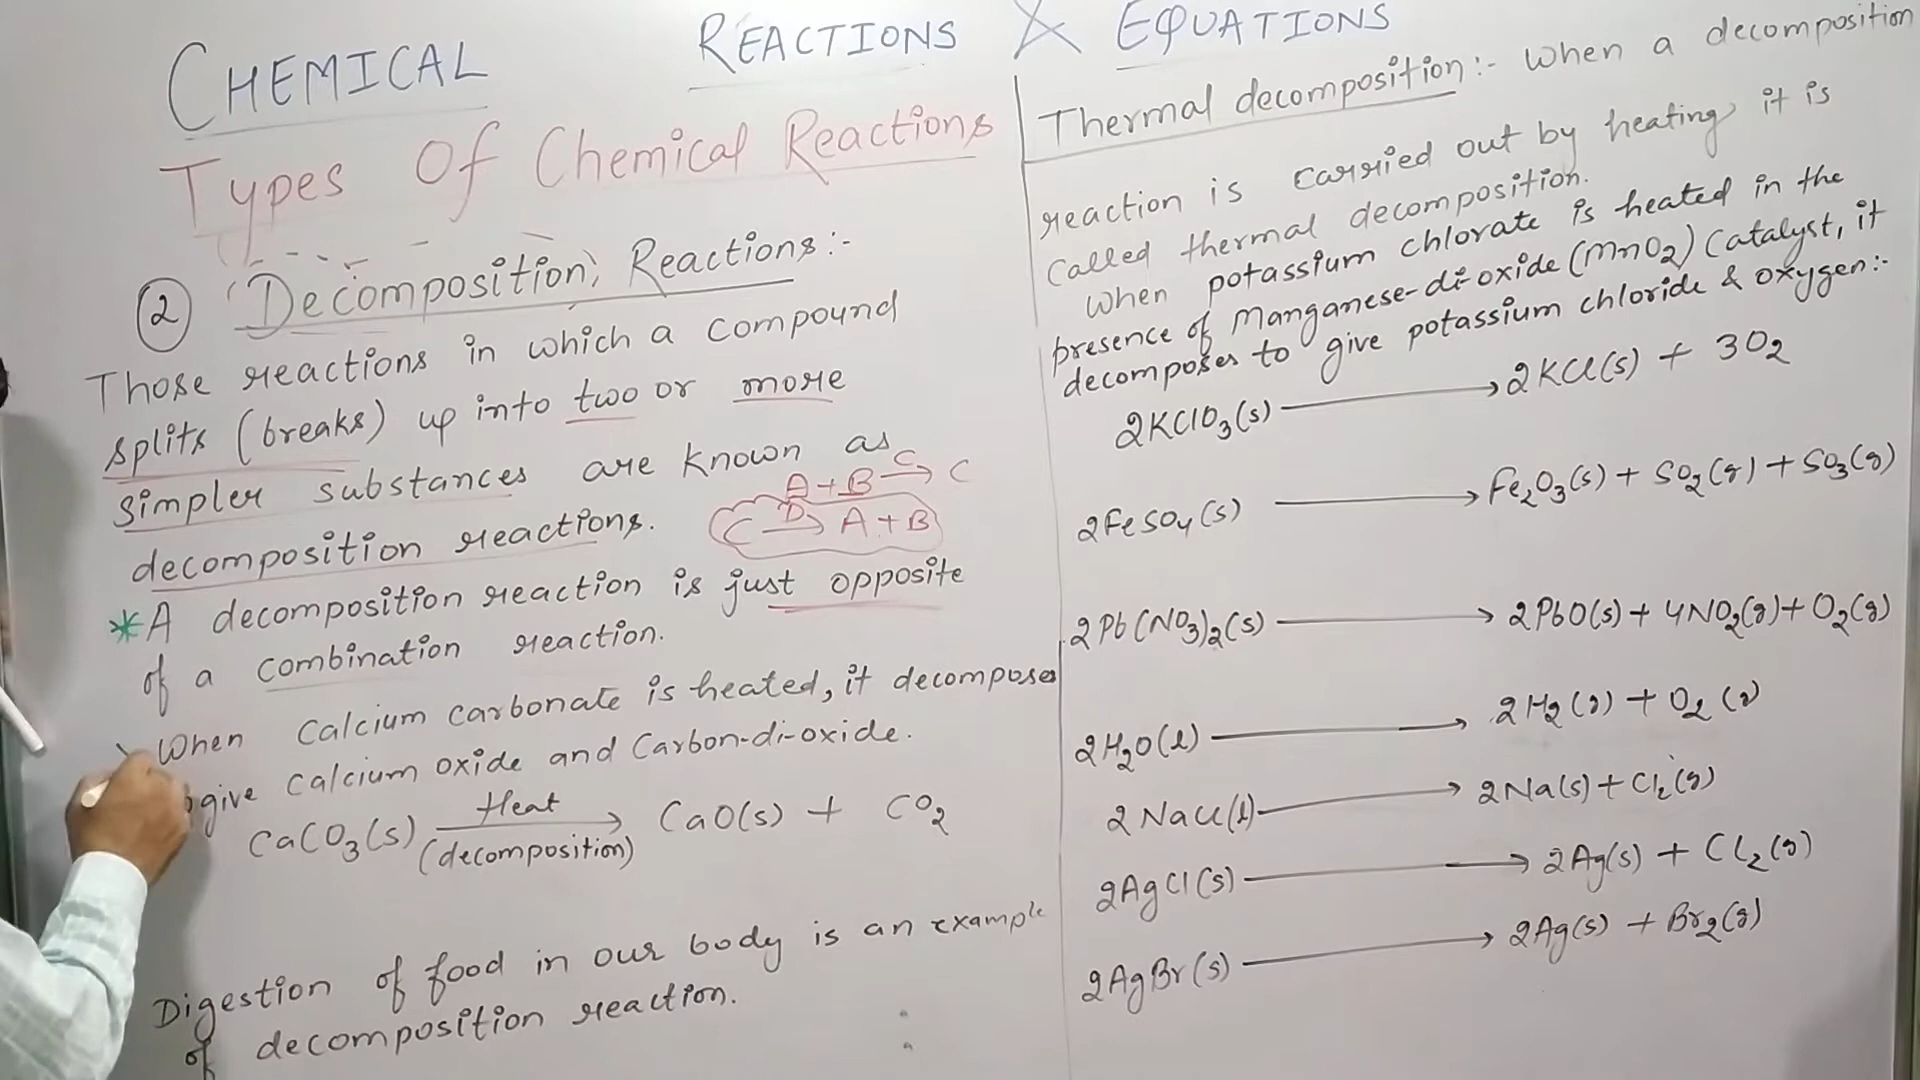 CHEMICAL REACTIONS & EQUATIONS
Types Of Chemical Reactions
② Decomposition Reactions:-
Those reactions in which a compound
splits (breaks) up into two or more
simpler substances are known as
decomposition reactions.
A + B C→ C
C D→ A + B
*A decomposition reaction is just opposite
of a combination reaction.
When Calcium carbonate is heated, it decomposes
give Calcium oxide and Carbon-di-oxide.
CaCO₃(s) Heat (decomposition) → CaO(s) + CO₂
Digestion of food in our body is an example
of decomposition reaction.
Thermal decomposition:- When a decomposition
reaction is carried out by heating, it is
called thermal decomposition.
When potassium chlorate is heated in the
presence of Manganese-di-oxide (MnO₂) Catalyst, it
decomposes to give potassium chloride & oxygen:-
2KClO₃(s) → 2KCl(s) + 3O₂
2FeSO₄(s) → Fe₂O₃(s) + SO₂(g) + SO₃(g)
2Pb(NO₃)₂(s) → 2PbO(s) + 4NO₂(g) + O₂(g)
2H₂O(l) → 2H₂(g) + O₂(g)
2NaCl(l) → 2Na(s) + Cl₂(g)
2AgCl(s) → 2Ag(s) + Cl₂(g)
2AgBr(s) → 2Ag(s) + Br₂(g)